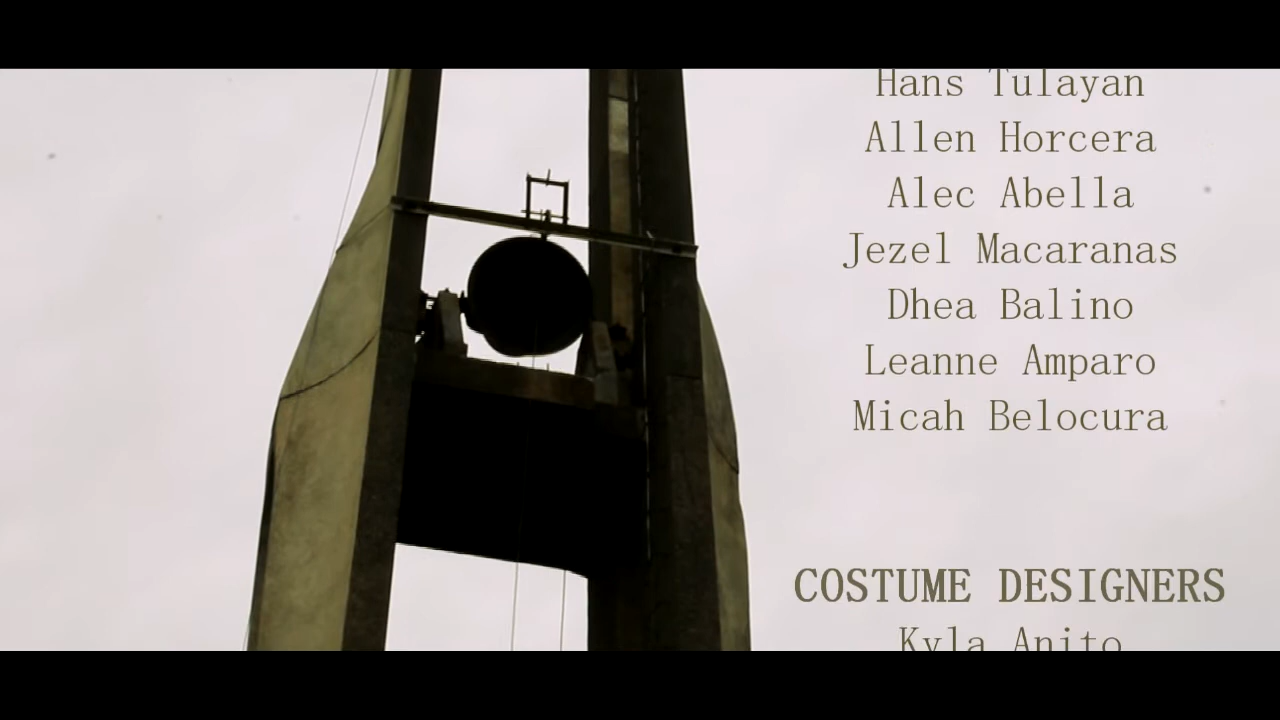 Hans Tulayan
Allen Horcera
Alec Abella
Jezel Macaranas
Dhea Balino
Leanne Amparo
Micah Belocura
COSTUME DESIGNERS
Kyla Anito